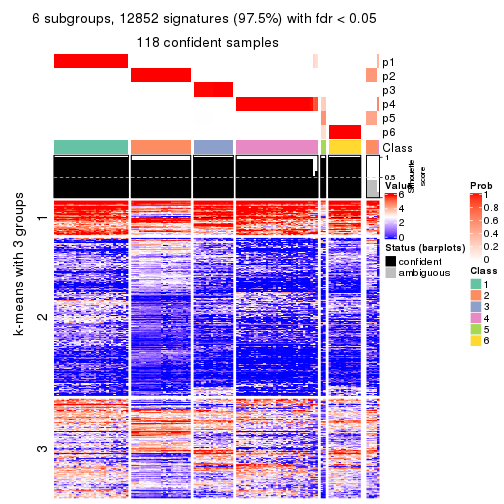 6 subgroups, 12852 signatures (97.5%) with fdr < 0.05
118 confident samples
p1
p2
p3
p4
p5
p6
Class
1
0.5
0
Silhouette
score
k-means with 3 groups
1
2
3
Value
6
4
2
0
Status (barplots)
confident
ambiguous
Prob
1
0.8
0.6
0.4
0.2
0
Class
1
2
3
4
5
6